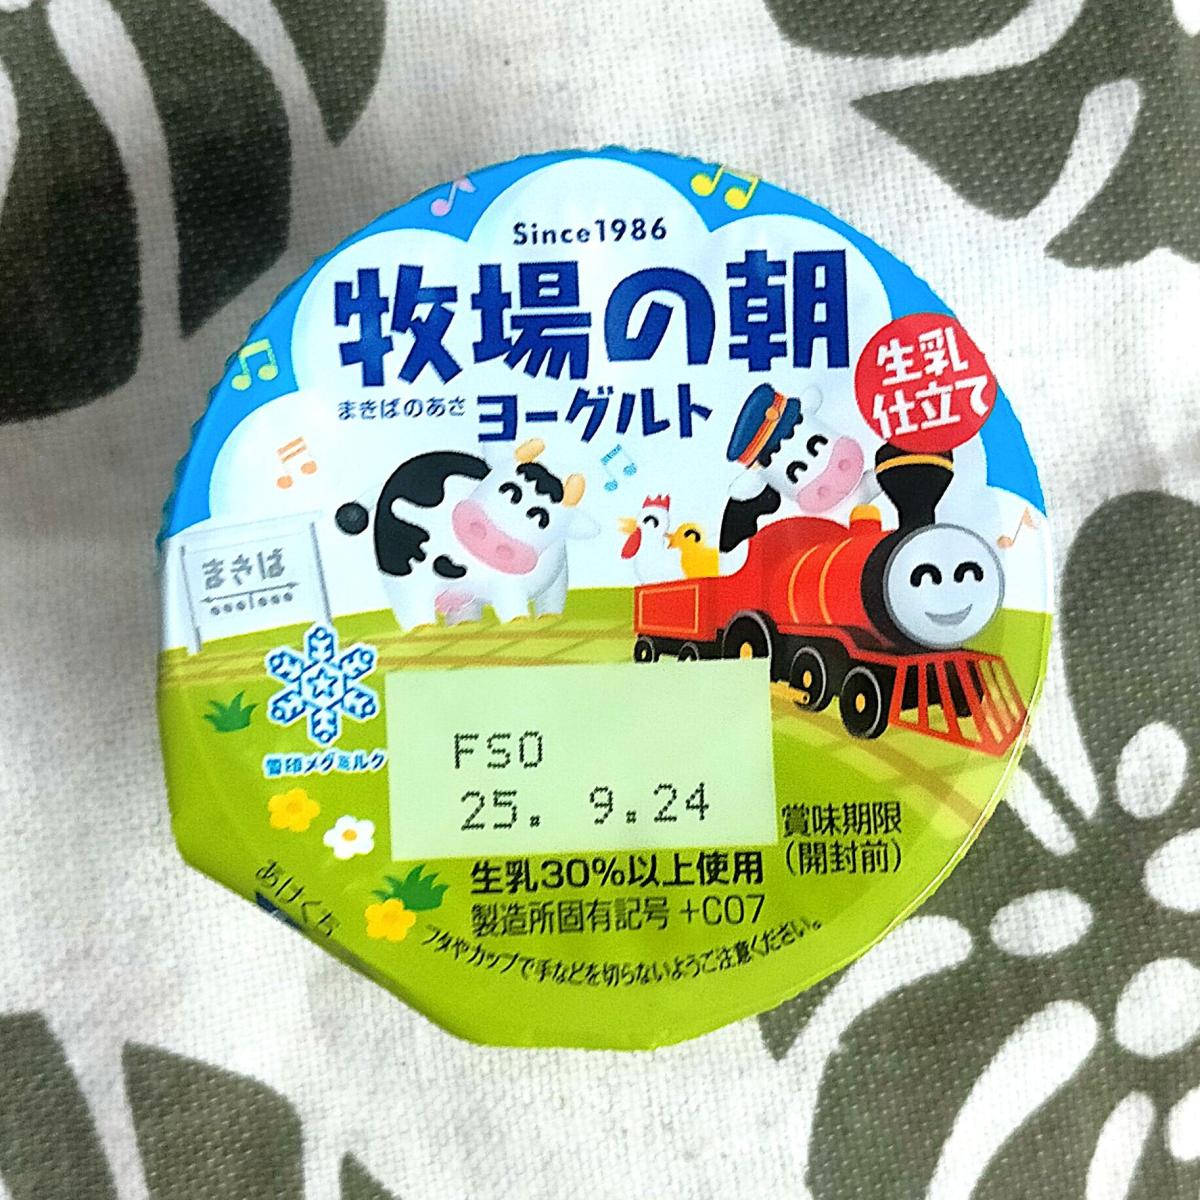 Since1986
牧場の朝
まきばのあさ ヨーグルト
生乳
仕立て
まきば
雪印メグミルク
FSO
25. 9.24
賞味期限
(開封前)
生乳30%以上使用
製造所固有記号 +C07
あけくち
フタやカップで手などを切らないようご注意ください。